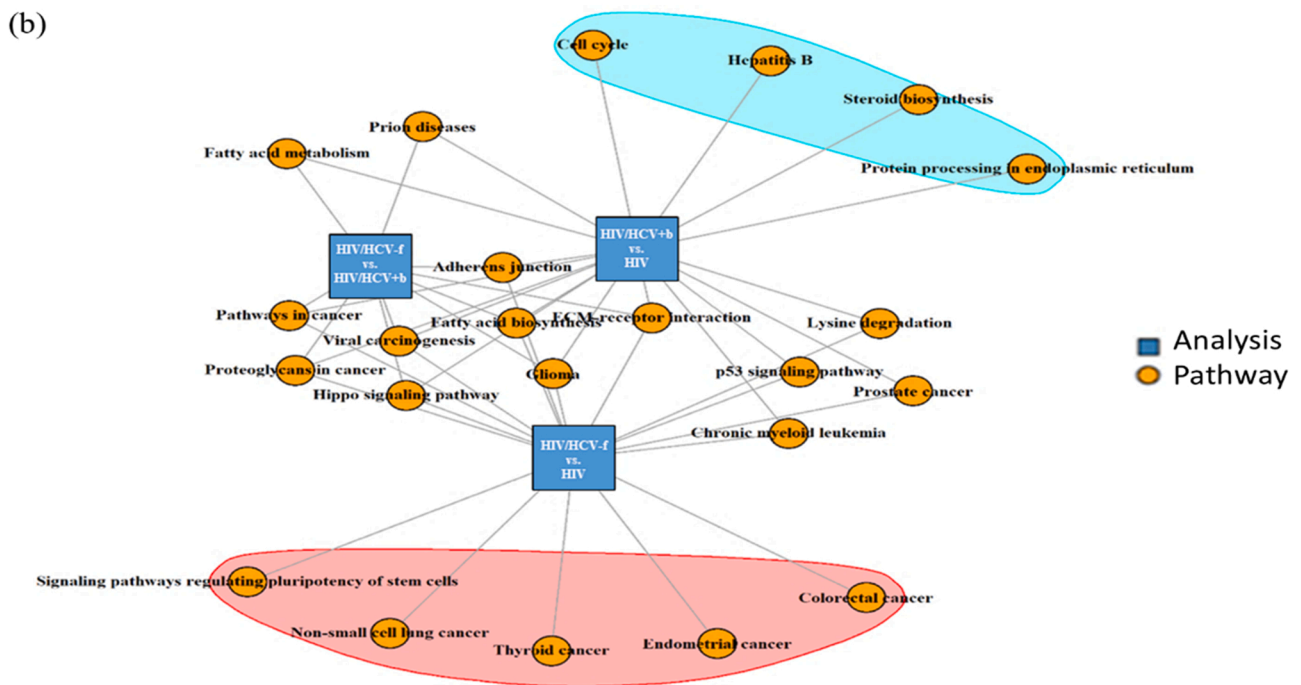 (b)
Cell cycle
Hepatitis B
Steroid biosynthesis
Prion diseases
Fatty acid metabolism
Protein processing in endoplasmic reticulum
HIV/HCV-f
vs.
HIV/HCV+b
HIV/HCV+b
vs.
HIV
Adherens junction
Pathways in cancer
Viral carcinogenesis
Fatty acid biosynthesis
ECM-receptor interaction
Lysine degradation
Proteoglycans in cancer
Hippo signaling pathway
Glioma
p53 signaling pathway
Prostate cancer
Chronic myeloid leukemia
Analysis
Pathway
HIV/HCV-f
vs.
HIV
Signaling pathways regulating pluripotency of stem cells
Non-small cell lung cancer
Thyroid cancer
Endometrial cancer
Colorectal cancer